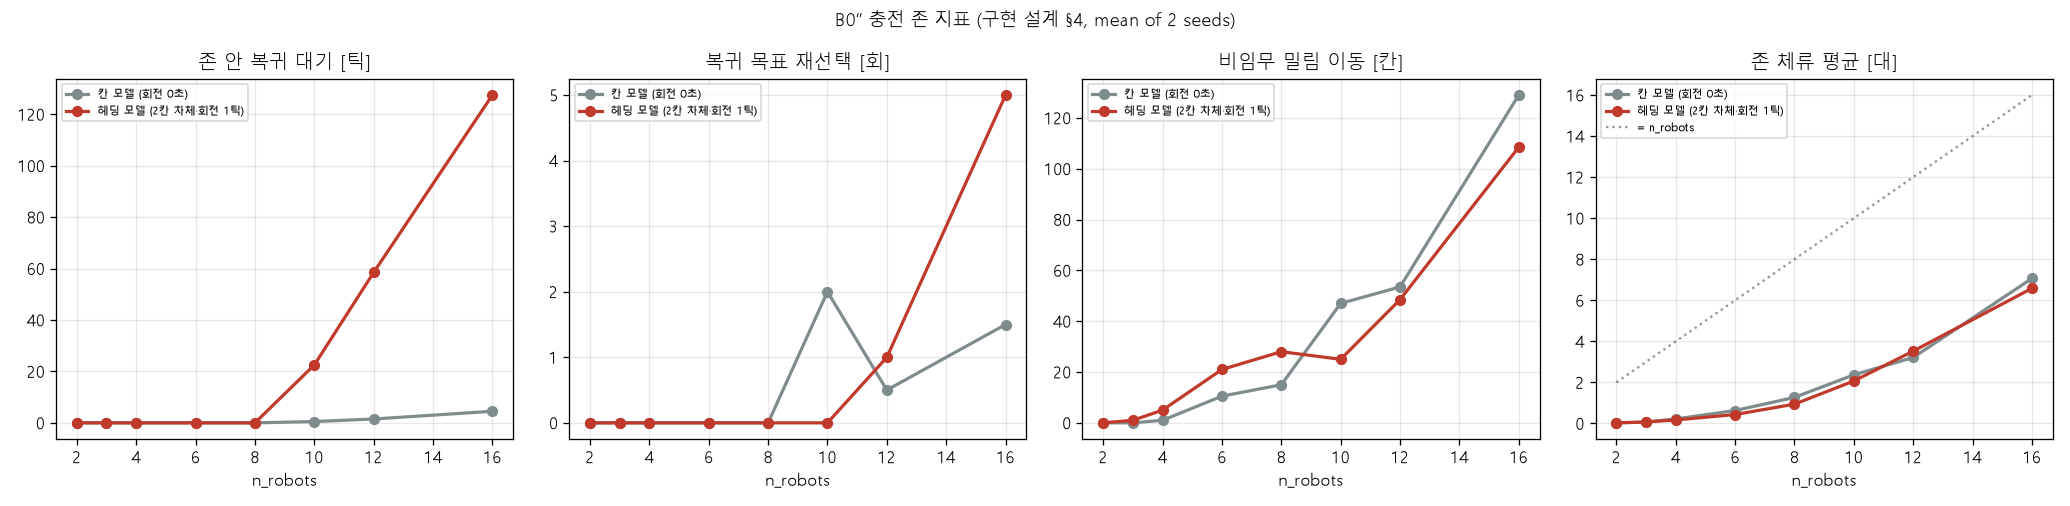 B0″ 충전 존 지표 (구현 설계 §4, mean of 2 seeds)
존 안 복귀 대기 [틱]
칸 모델 (회전 0초)
헤딩 모델 (2칸 차체·회전 1틱)
120
100
80
60
40
20
0
2 4 6 8 10 12 14 16
n_robots
복귀 목표 재선택 [회]
칸 모델 (회전 0초)
헤딩 모델 (2칸 차체·회전 1틱)
5
4
3
2
1
0
2 4 6 8 10 12 14 16
n_robots
비임무 밀림 이동 [칸]
칸 모델 (회전 0초)
헤딩 모델 (2칸 차체·회전 1틱)
120
100
80
60
40
20
0
2 4 6 8 10 12 14 16
n_robots
존 체류 평균 [대]
칸 모델 (회전 0초)
헤딩 모델 (2칸 차체·회전 1틱)
= n_robots
16
14
12
10
8
6
4
2
0
2 4 6 8 10 12 14 16
n_robots